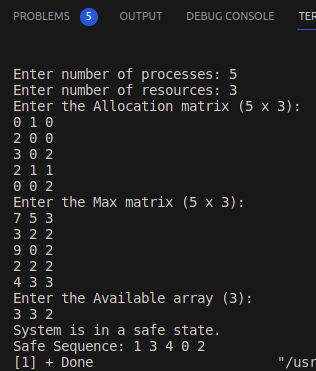 PROBLEMS 5 OUTPUT DEBUG CONSOLE
Enter number of processes: 5
Enter number of resources: 3
Enter the Allocation matrix (5 x 3):
0 1 0
2 0 0
3 0 2
2 1 1
0 0 2
Enter the Max matrix (5 x 3):
7 5 3
3 2 2
9 0 2
2 2 2
4 3 3
Enter the Available array (3):
3 3 2
System is in a safe state.
Safe Sequence: 1 3 4 0 2
[1] + Done "/usr